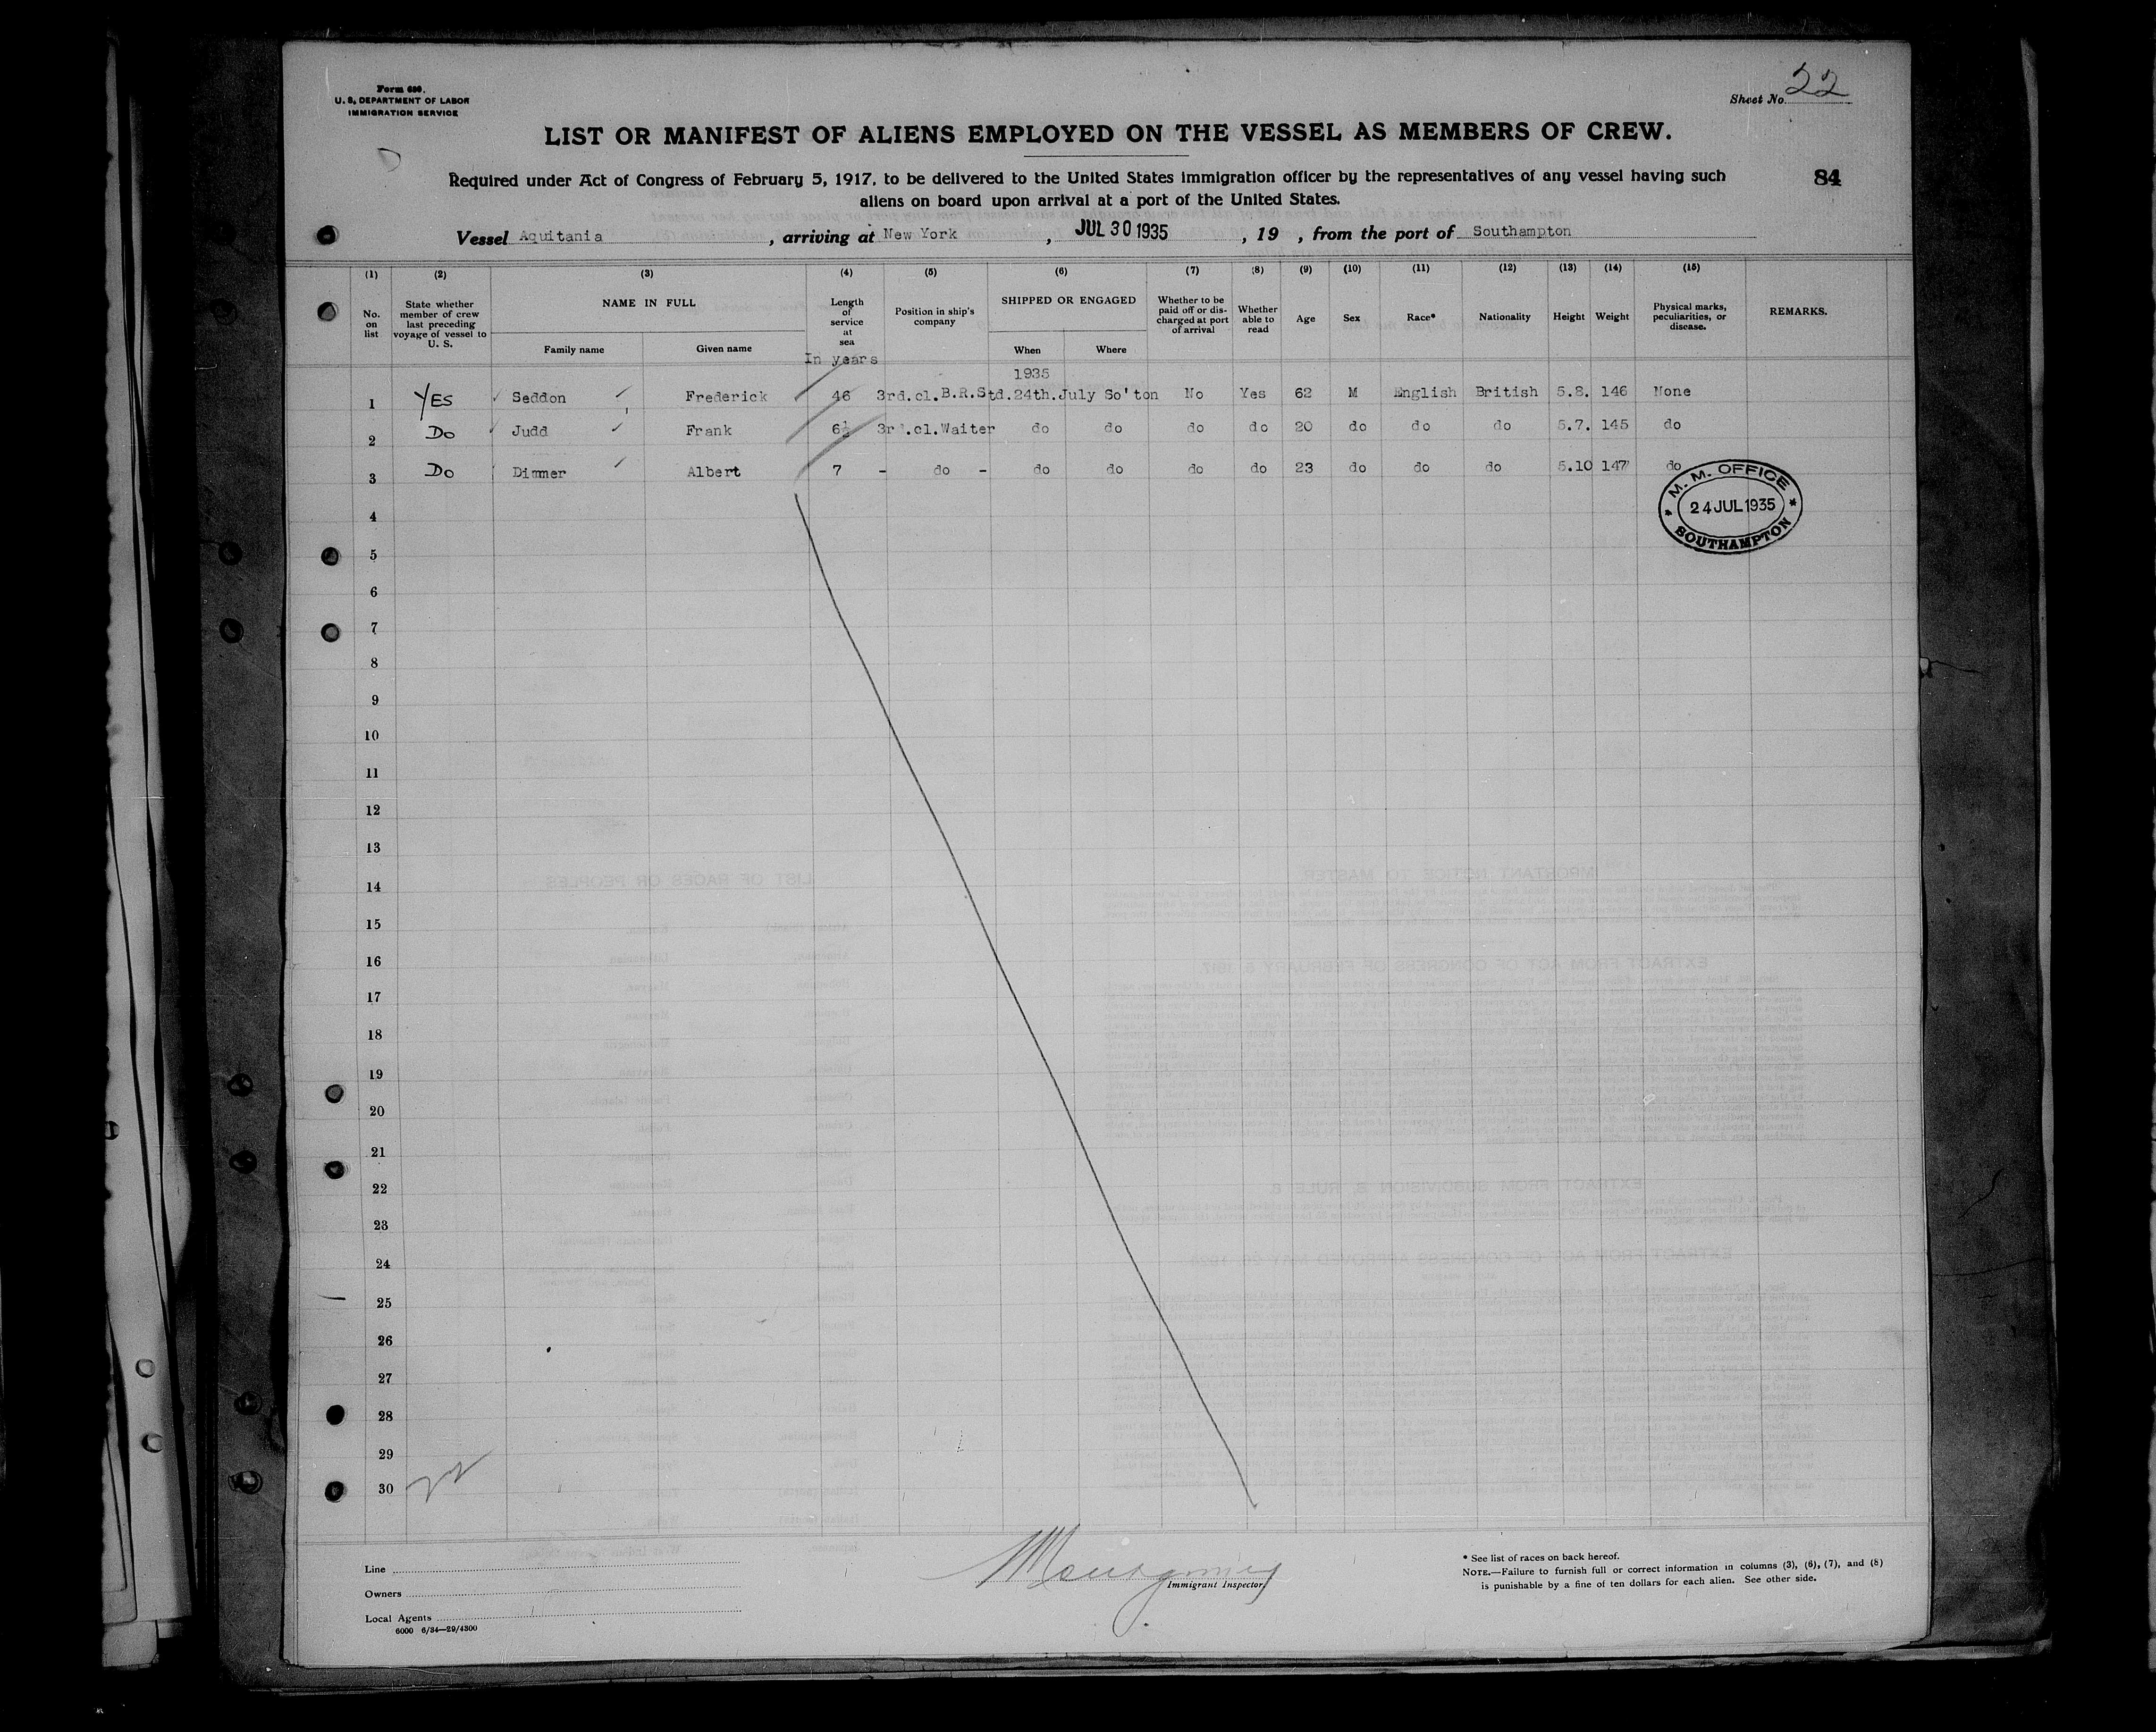 Form 689.
U. S. DEPARTMENT OF LABOR
IMMIGRATION SERVICE
Sheet No. 22
LIST OR MANIFEST OF ALIENS EMPLOYED ON THE VESSEL AS MEMBERS OF CREW.
Required under Act of Congress of February 5, 1917, to be delivered to the United States immigration officer by the representatives of any vessel having such
84
aliens on board upon arrival at a port of the United States.
Vessel Aquitania, arriving at New York, JUL 30 1935, 19 , from the port of Southampton
(1) (2) (3) (4) (5) (6) (7) (8) (9) (10) (11) (12) (13) (14) (15)
No. on list
State whether member of crew last preceding voyage of vessel to U. S.
NAME IN FULL
Family name
Given name
Length of service at sea
In years
Position in ship's company
SHIPPED OR ENGAGED
When
Where
Whether to be paid off or discharged at port of arrival
Whether able to read
Age
Sex
Race*
Nationality
Height
Weight
Physical marks, peculiarities, or disease.
REMARKS.
1935
1 YES Seddon Frederick 46 3rd.cl.B.R.Std.24th.July So'ton No Yes 62 M English British 5.8. 146 None
2 Do Judd Frank 6½ 3rd.cl.Waiter do do do do 20 do do do 5.7. 145 do
3 Do Dimmer Albert 7 - do - do do do do 23 do do do 5.10 147 do
M. M. OFFICE
24 JUL 1935
SOUTHAMPTON
4
5
6
7
8
9
10
11
12
13
14
15
16
17
18
19
20
21
22
23
24
25
26
27
28
29
30
Montgomery
Immigrant Inspector
Line
Owners
Local Agents
6000 6/34—29/4300
* See list of races on back hereof.
NOTE.—Failure to furnish full or correct information in columns (3), (6), (7), and (8)
is punishable by a fine of ten dollars for each alien. See other side.